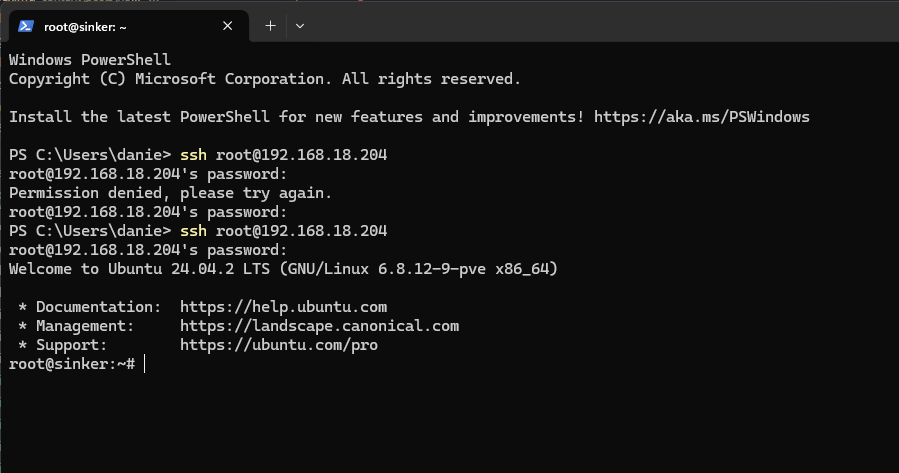 root@sinker: ~
Windows PowerShell
Copyright (C) Microsoft Corporation. All rights reserved.
Install the latest PowerShell for new features and improvements! https://aka.ms/PSWindows
PS C:\Users\danie> ssh root@192.168.18.204
root@192.168.18.204's password:
Permission denied, please try again.
root@192.168.18.204's password:
PS C:\Users\danie> ssh root@192.168.18.204
root@192.168.18.204's password:
Welcome to Ubuntu 24.04.2 LTS (GNU/Linux 6.8.12-9-pve x86_64)
 * Documentation:  https://help.ubuntu.com
 * Management:     https://landscape.canonical.com
 * Support:        https://ubuntu.com/pro
root@sinker:~#